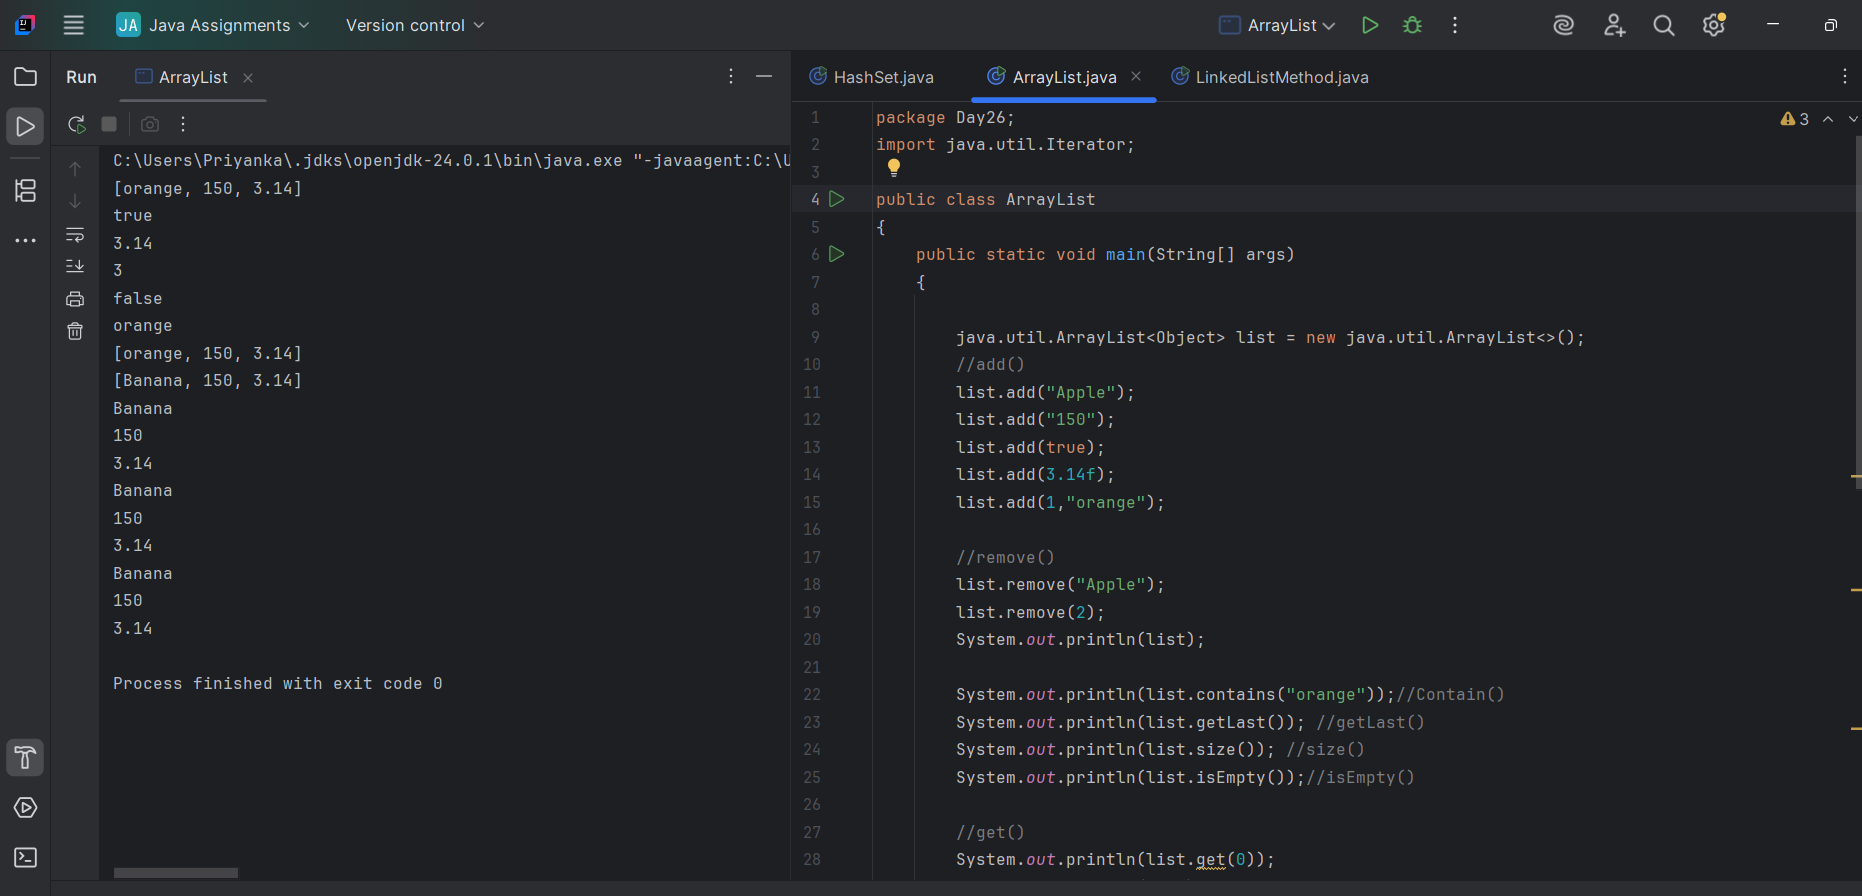 JA Java Assignments Version control ArrayList
Run ArrayList
HashSet.java ArrayList.java LinkedListMethod.java
C:\Users\Priyanka\.jdks\openjdk-24.0.1\bin\java.exe "-javaagent:C:\U
[orange, 150, 3.14]
true
3.14
3
false
orange
[orange, 150, 3.14]
[Banana, 150, 3.14]
Banana
150
3.14
Banana
150
3.14
Banana
150
3.14
Process finished with exit code 0
3
1 package Day26;
2 import java.util.Iterator;
3
4 public class ArrayList
5 {
6 public static void main(String[] args)
7 {
8
9 java.util.ArrayList<Object> list = new java.util.ArrayList<>();
10 //add()
11 list.add("Apple");
12 list.add("150");
13 list.add(true);
14 list.add(3.14f);
15 list.add(1,"orange");
16
17 //remove()
18 list.remove("Apple");
19 list.remove(2);
20 System.out.println(list);
21
22 System.out.println(list.contains("orange"));//Contain()
23 System.out.println(list.getLast()); //getLast()
24 System.out.println(list.size()); //size()
25 System.out.println(list.isEmpty());//isEmpty()
26
27 //get()
28 System.out.println(list.get(0));